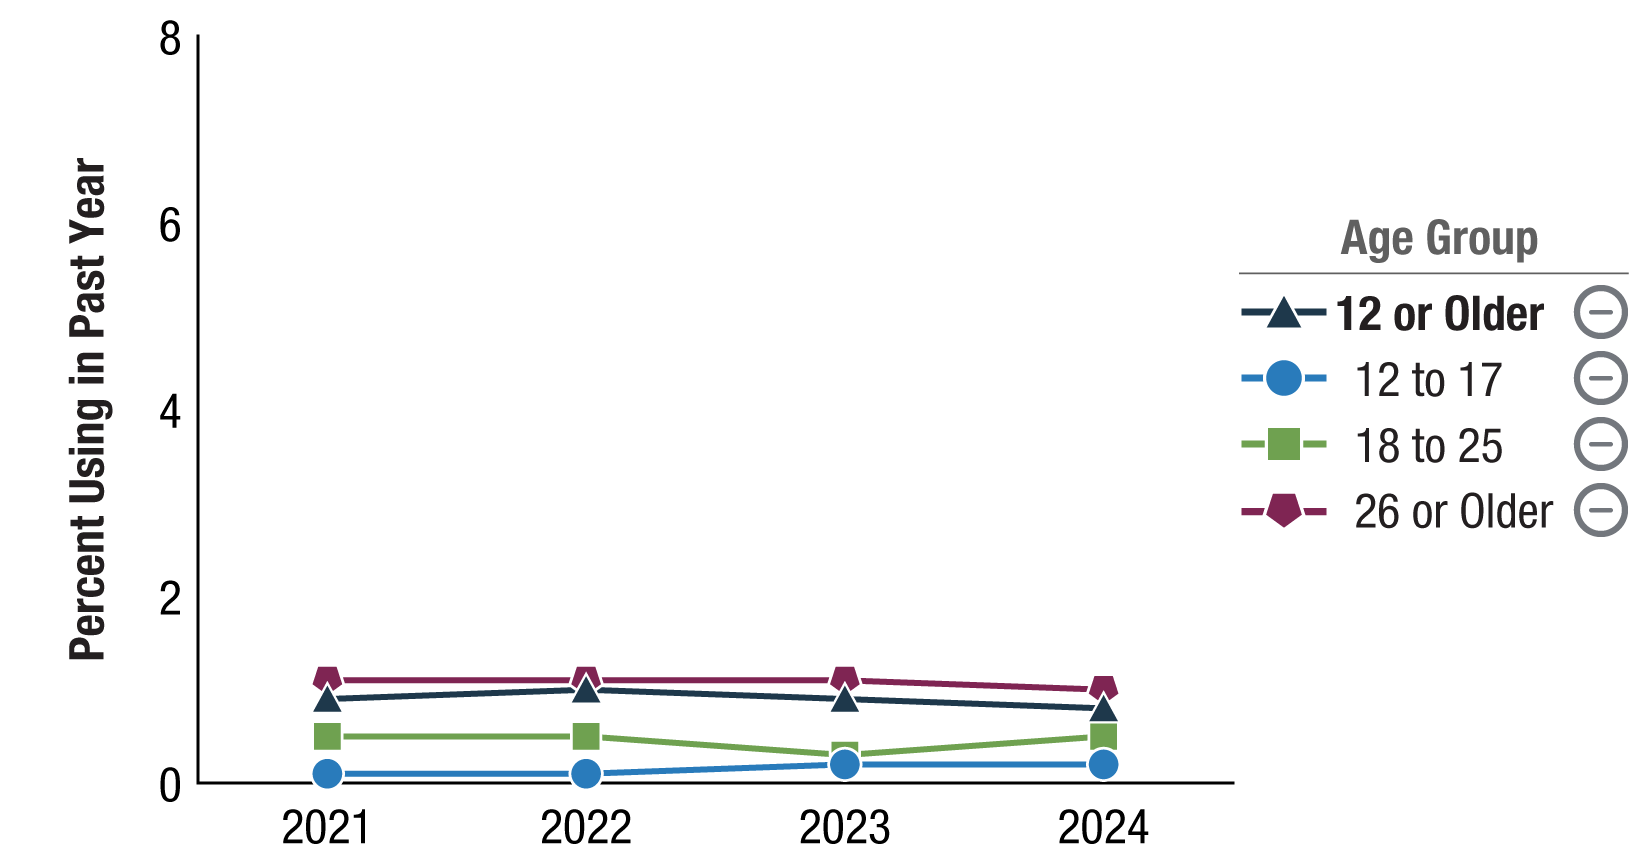 Percent Using in Past Year
8
6
4
2
0
2021 2022 2023 2024
Age Group
12 or Older
12 to 17
18 to 25
26 or Older